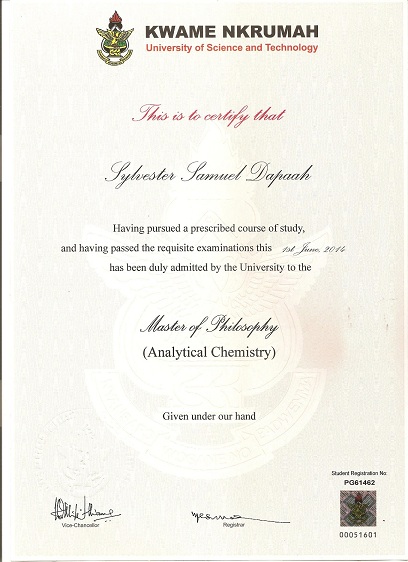 KWAME NKRUMAH
University of Science and Technology
This is to certify that
Sylvester Samuel Dapaah
Having pursued a prescribed course of study,
and having passed the requisite examinations this 1st June, 2014
has been duly admitted by the University to the
Master of Philosophy
(Analytical Chemistry)
Given under our hand
Student Registration No:
PG61462
Vice-Chancellor
Registrar
00051601